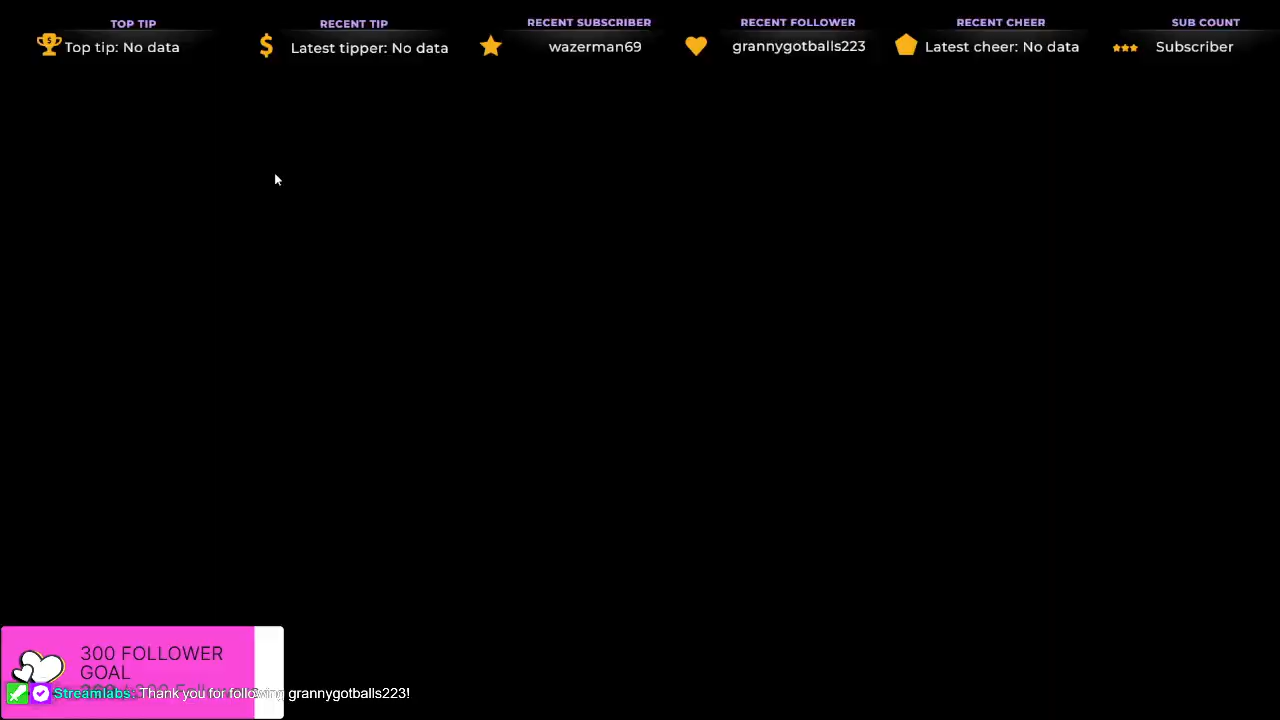 TOP TIP
Top tip: No data
RECENT TIP
Latest tipper: No data
RECENT SUBSCRIBER
wazerman69
RECENT FOLLOWER
grannygotballs223
RECENT CHEER
Latest cheer: No data
SUB COUNT
Subscriber
300 FOLLOWER
GOAL
Streamlabs: Thank you for following grannygotballs223!